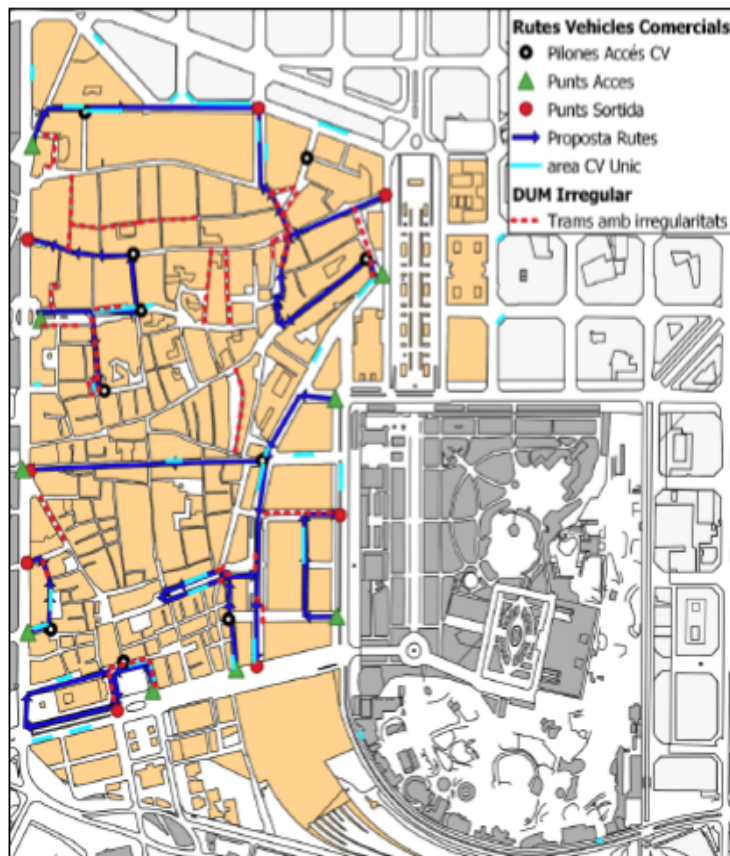 Rutes Vehicles Comercials
Pilones Accés CV
Punts Acces
Punts Sortida
Proposta Rutes
area CV Unic
DUM Irregular
Trams amb irregularitats